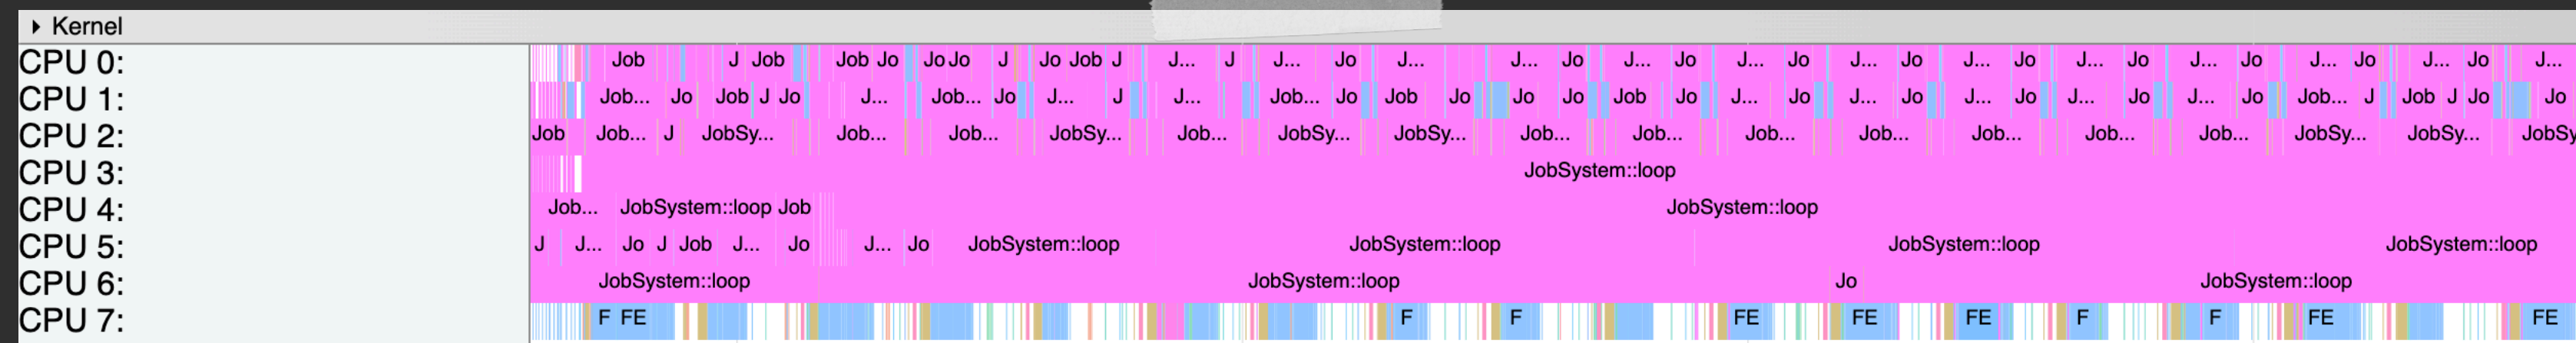 Kernel
CPU 0: Job J Job Job Jo Jo Jo J Jo Job J J... J J... Jo J... J... Jo J... Jo J... Jo J... Jo J... Jo J... Jo J... Jo J... Jo J... Jo J...
CPU 1: Job... Jo Job J Jo J... Job... Jo J... J J... Job... Jo Job Jo Jo Jo Job Jo J... Jo J... Jo J... Jo J... Jo J... Jo Job... J Job J Jo Jo
CPU 2: Job Job... J JobSy... Job... Job... JobSy... Job... JobSy... JobSy... Job... Job... Job... Job... Job... Job... Job... JobSy... JobSy... JobSy
CPU 3: JobSystem::loop
CPU 4: Job... JobSystem::loop Job JobSystem::loop
CPU 5: J J... Jo J Job J... Jo J... Jo JobSystem::loop JobSystem::loop JobSystem::loop JobSystem::loop
CPU 6: JobSystem::loop JobSystem::loop Jo JobSystem::loop
CPU 7: F FE F F FE FE FE F F FE FE